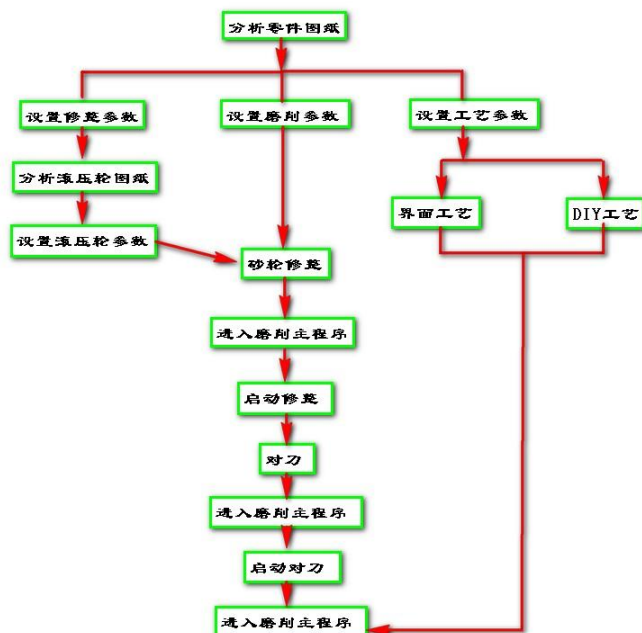 分析零件图纸
设置修整参数
设置磨削参数
设置工艺参数
分析滚压轮图纸
界面工艺
DIY工艺
设置滚压轮参数
砂轮修整
进入磨削主程序
启动修整
对刀
进入磨削主程序
启动对刀
进入磨削主程序